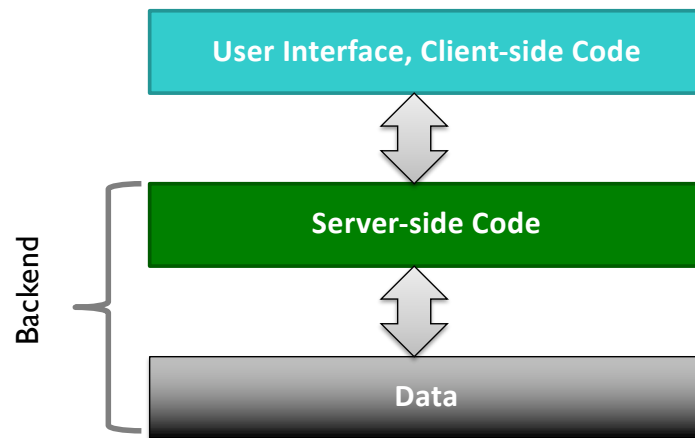 User Interface, Client-side Code
Server-side Code
Backend
Data